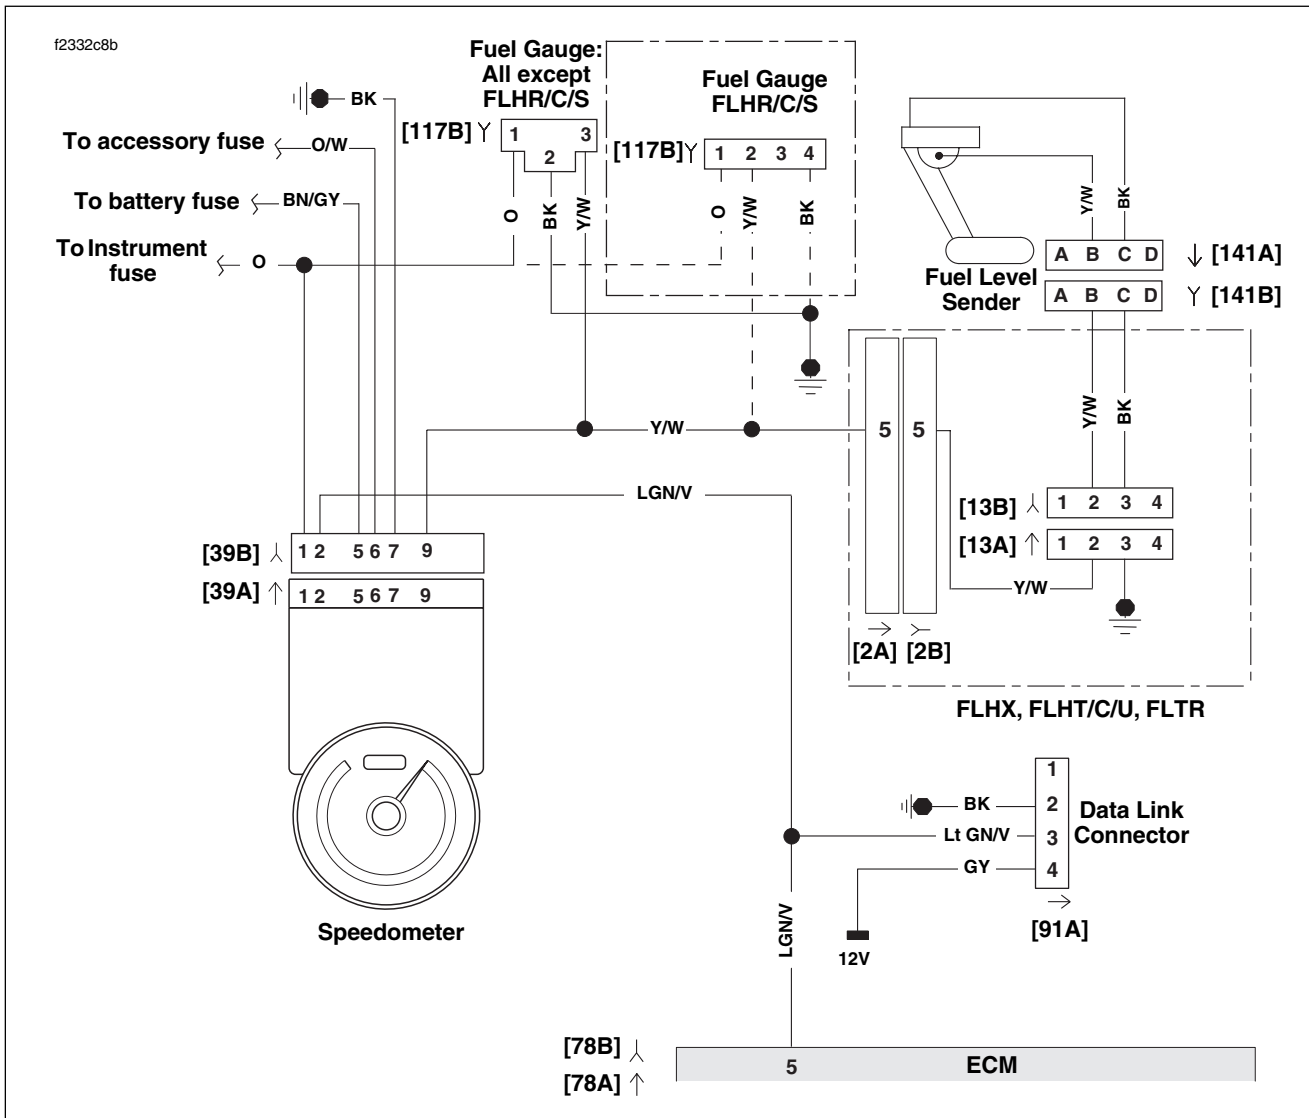 f2332c8b
Fuel Gauge:
All except
FLHR/C/S
Fuel Gauge
FLHR/C/S
BK
To accessory fuse
O/W
[117B]
1 3
2
[117B]
1 2 3 4
To battery fuse
BN/GY
O
BK
Y/W
O
Y/W
BK
Y/W
BK
To Instrument
fuse
O
Fuel Level
Sender
A B C D
[141A]
A B C D
[141B]
Y/W
BK
Y/W
5 5
LGN/V
[13B]
1 2 3 4
[13A]
1 2 3 4
Y/W
[39B]
1 2 5 6 7 9
[39A]
1 2 5 6 7 9
[2A] [2B]
FLHX, FLHT/C/U, FLTR
1
2
3
4
BK
Lt GN/V
GY
Data Link
Connector
[91A]
12V
Speedometer
LGN/V
[78B]
[78A]
5
ECM